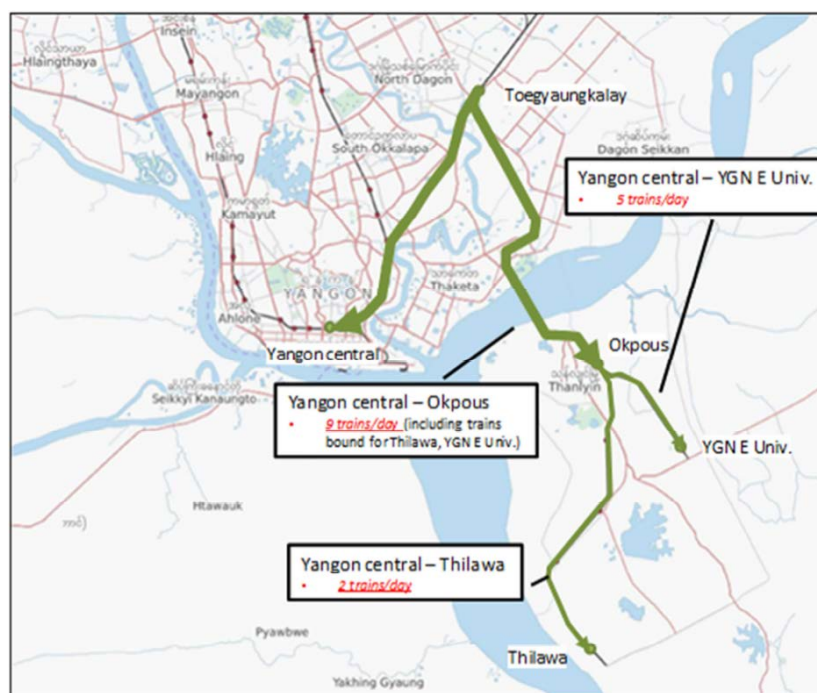 Insein
Hlaingthaya
Mayangon
North Dagon
Toegyaungkalay
Hlaing
South Okkalapa
Dagon Seikkan
Yangon central – YGN E Univ.
• 5 trains/day
Kamayut
YANGON
Thaketa
Ahlone
Yangon central
Okpous
Seikkyi Kanaungto
Thanlyin
Yangon central – Okpous
• 9 trains/day (including trains
bound for Thilawa, YGN E Univ.)
YGN E Univ.
Htawauk
Yangon central – Thilawa
• 2 trains/day
Pyawbwe
Thilawa
Yakhing Gyaung